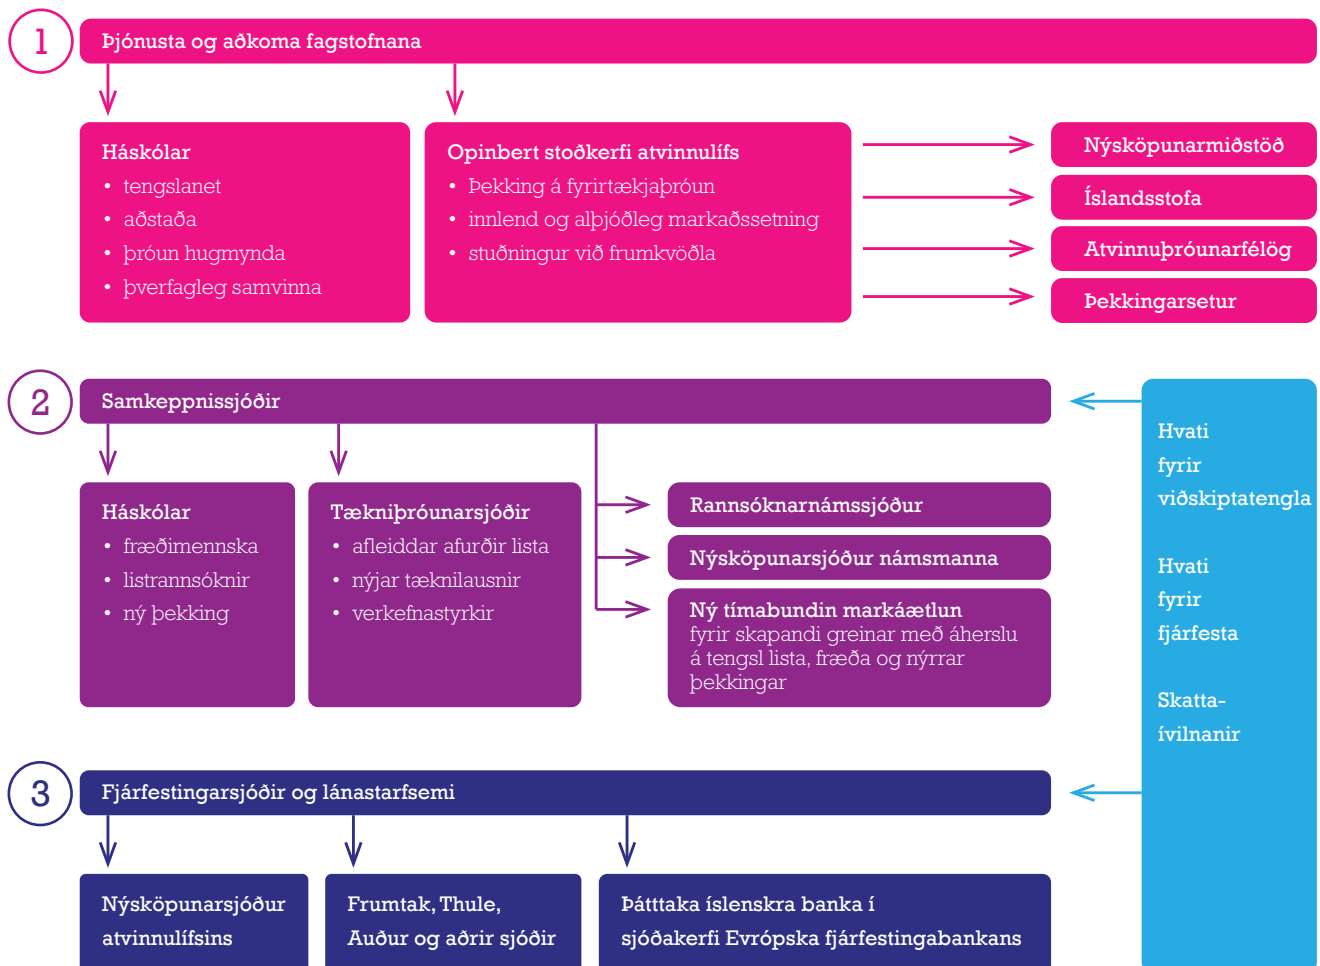 1
Þjónusta og aðkoma fagstofnana
Háskólar
• tengslanet
• aðstaða
• þróun hugmynda
• þverfagleg samvinna
Opinbert stoðkerfi atvinnulífs
• Þekking á fyrirtækjaþróun
• innlend og alþjóðleg markaðssetning
• stuðningur við frumkvöðla
Nýsköpunarmiðstöð
Íslandsstofa
Atvinnuþróunarfélög
Þekkingarsetur
2
Samkeppnissjóðir
Háskólar
• fræðimennska
• listrannsóknir
• ný þekking
Tækniþróunarsjóðir
• afleiddar afurðir lista
• nýjar tæknilausnir
• verkefnastyrkir
Rannsóknarnámssjóður
Nýsköpunarsjóður námsmanna
Ný tímabundin markáætlun
fyrir skapandi greinar með áherslu
á tengsl lista, fræða og nýrrar
þekkingar
Hvati
fyrir
viðskiptatengla
Hvati
fyrir
fjárfesta
Skatta-
ívilnanir
3
Fjárfestingarsjóðir og lánastarfsemi
Nýsköpunarsjóður
atvinnulífsins
Frumtak, Thule,
Auður og aðrir sjóðir
Þátttaka íslenskra banka í
sjóðakerfi Evrópska fjárfestingabankans